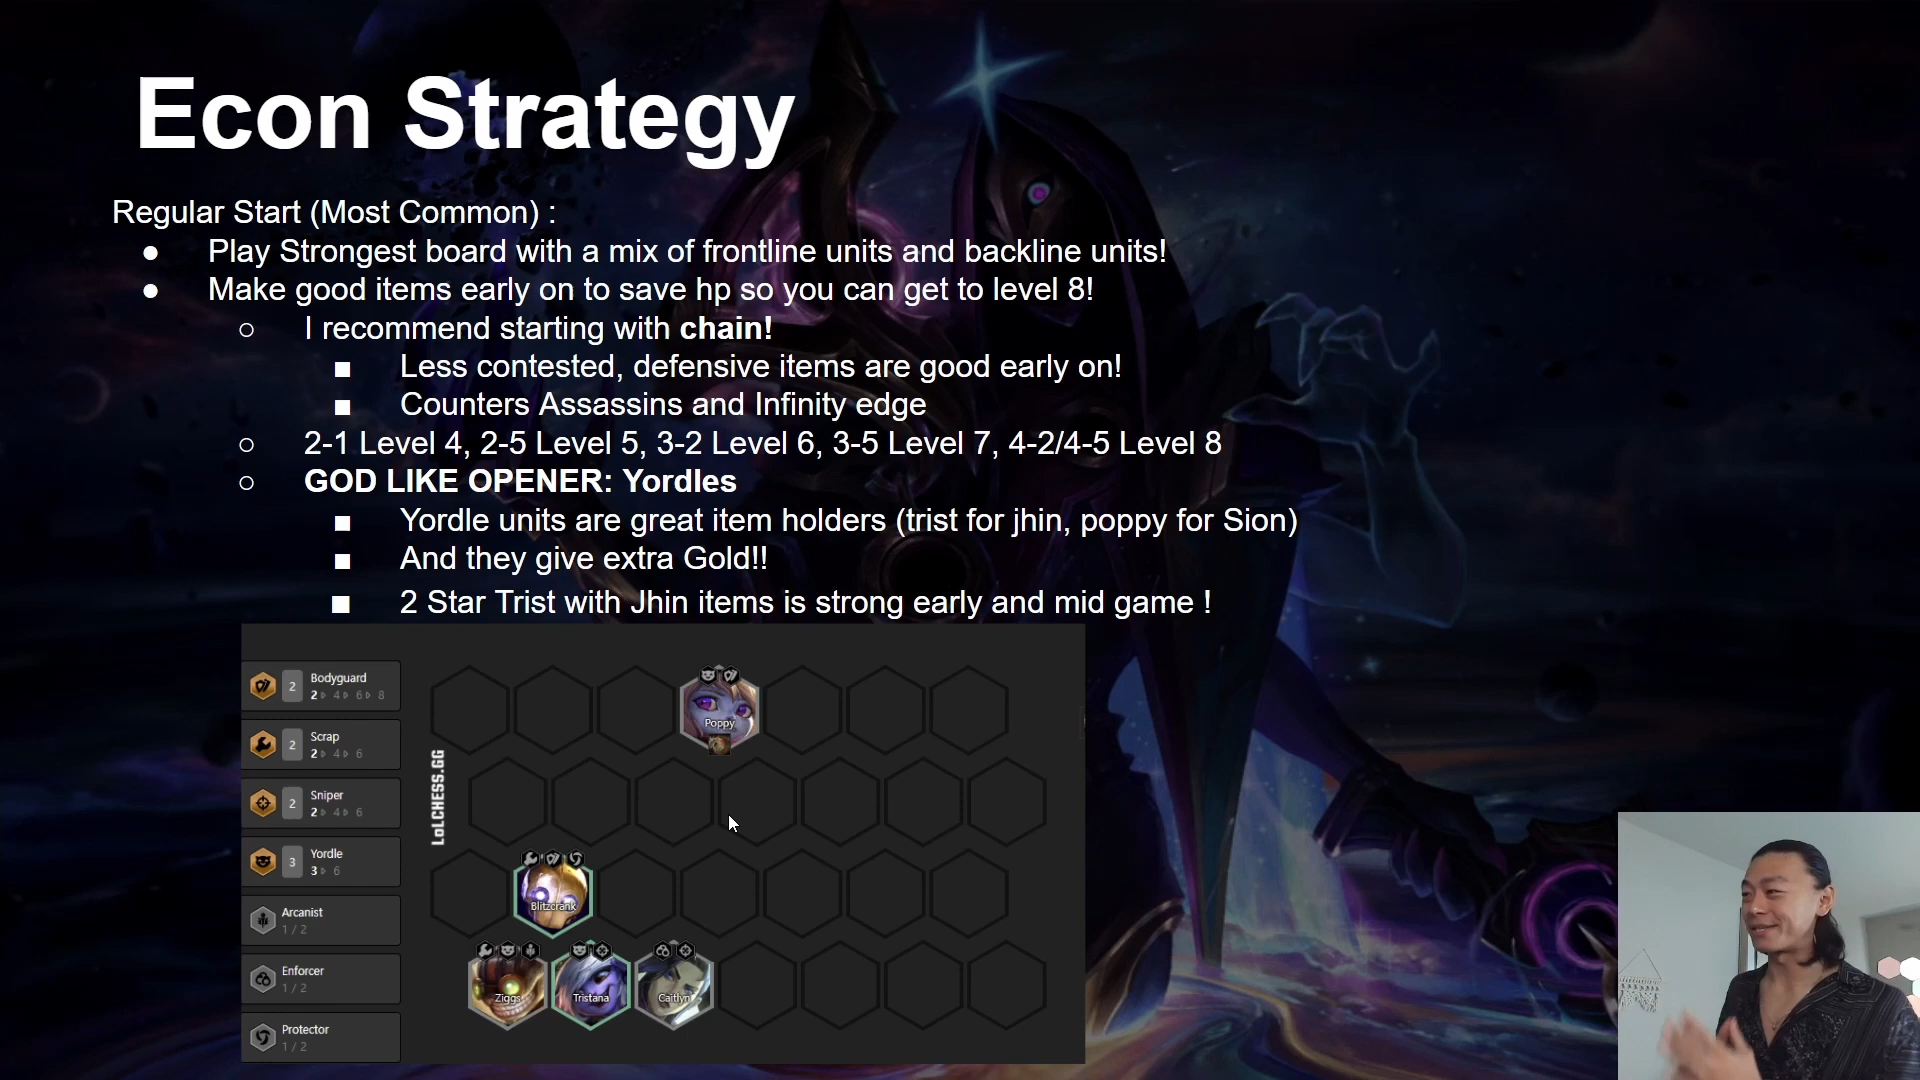 Econ Strategy
Regular Start (Most Common) :
● Play Strongest board with a mix of frontline units and backline units!
● Make good items early on to save hp so you can get to level 8!
○ I recommend starting with chain!
■ Less contested, defensive items are good early on!
■ Counters Assassins and Infinity edge
○ 2-1 Level 4, 2-5 Level 5, 3-2 Level 6, 3-5 Level 7, 4-2/4-5 Level 8
○ GOD LIKE OPENER: Yordles
■ Yordle units are great item holders (trist for jhin, poppy for Sion)
■ And they give extra Gold!!
■ 2 Star Trist with Jhin items is strong early and mid game !
2 Bodyguard
2 4 6 8
2 Scrap
2 4 6
2 Sniper
2 4 6
3 Yordle
3 6
Arcanist
1 / 2
Enforcer
1 / 2
Protector
1 / 2
LoLCHESS.GG
Poppy
Blitzcrank
Ziggs
Tristana
Caitlyn